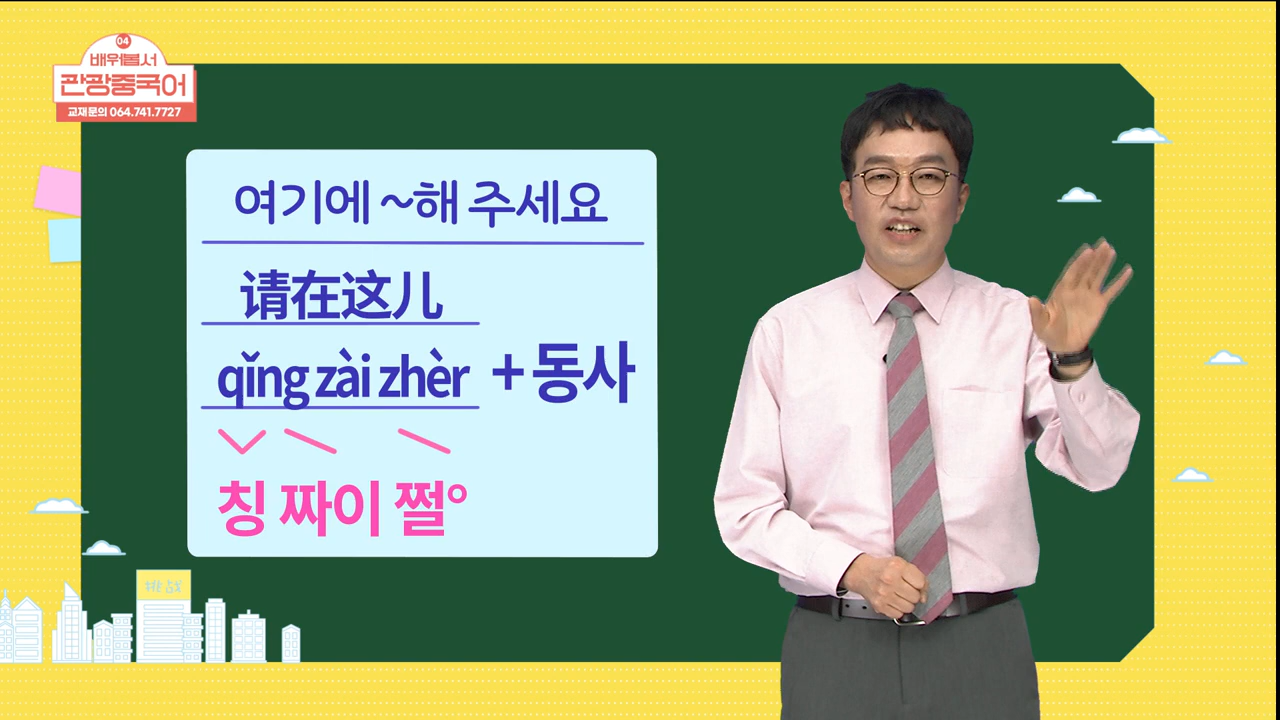 04
배워봅서
관광중국어
교재문의 064.741.7727
여기에 ~해 주세요
请在这儿
qǐng zài zhèr + 동사
칭 짜이 쩔°